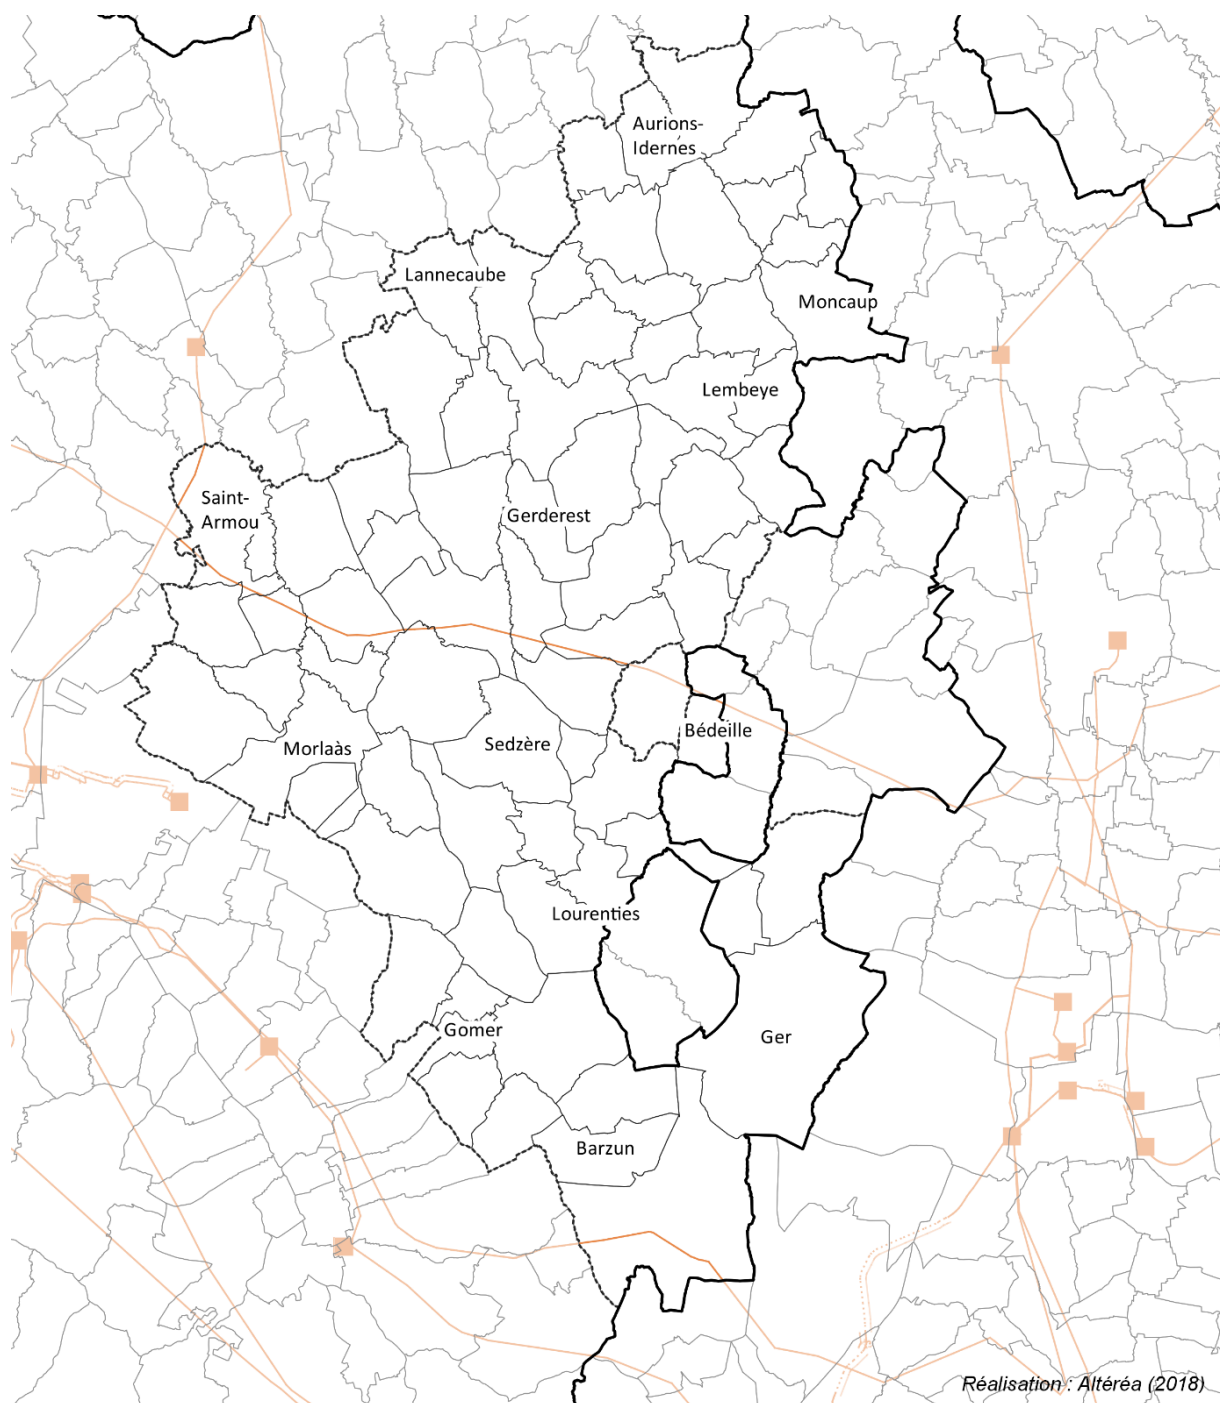 Aurions-
Idernes
Lannecaube
Moncaup
Lembeye
Saint-
Armou
Gerderest
Bédeille
Morlaàs
Sedzère
Lourenties
Gomer
Ger
Barzun
Réalisation : Altéréa (2018)